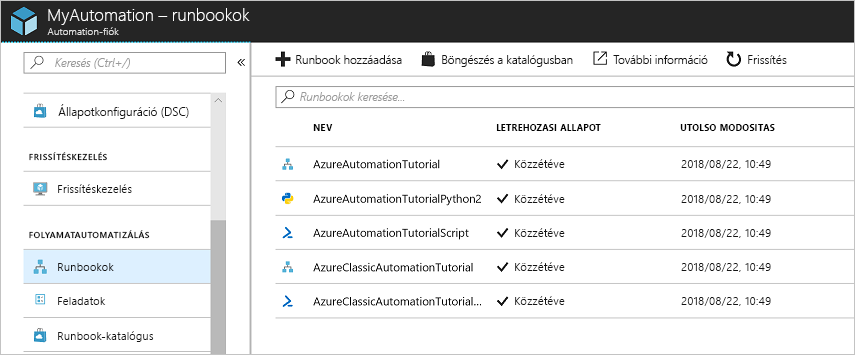 MyAutomation – runbookok
Automation-fiók
Keresés (Ctrl+/)
«
Állapotkonfiguráció (DSC)
FRISSÍTÉSKEZELÉS
Frissítéskezelés
FOLYAMATAUTOMATIZÁLÁS
Runbookok
Feladatok
Runbook-katalógus
Runbook hozzáadása Böngészés a katalógusban További információ Frissítés
Runbookok keresése...
NEV LETREHOZASI ALLAPOT UTOLSO MODOSITAS
AzureAutomationTutorial Közzétéve 2018/08/22, 10:49
AzureAutomationTutorialPython2 Közzétéve 2018/08/22, 10:49
AzureAutomationTutorialScript Közzétéve 2018/08/22, 10:49
AzureClassicAutomationTutorial Közzétéve 2018/08/22, 10:49
AzureClassicAutomationTutorial... Közzétéve 2018/08/22, 10:49